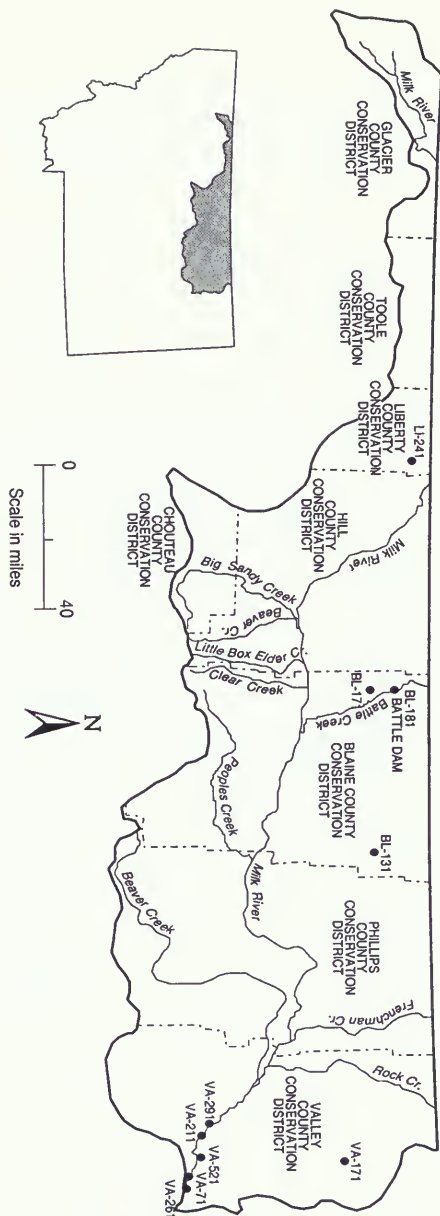 Milk River
GLACIER
COUNTY
CONSERVATION
DISTRICT
TOOLE
COUNTY
CONSERVATION
DISTRICT
LIBERTY
COUNTY
CONSERVATION
DISTRICT
LI-241
HILL
COUNTY
CONSERVATION
DISTRICT
Milk River
CHOUTEAU
COUNTY
CONSERVATION
DISTRICT
Big Sandy Creek
Beaver Cr.
Little Box Elder C.
Clear Creek
BL-181
BATTLE DAM
BL-17
Battle Creek
BLAINE COUNTY
CONSERVATION
DISTRICT
BL-131
Peoples Creek
Milk River
Beaver Creek
PHILLIPS
COUNTY
CONSERVATION
DISTRICT
Frenchman Cr.
Rock Cr.
VALLEY
COUNTY
CONSERVATION
DISTRICT
VA-171
VA-291
VA-211
VA-521
VA-71
VA-261
0 40
Scale in miles
N